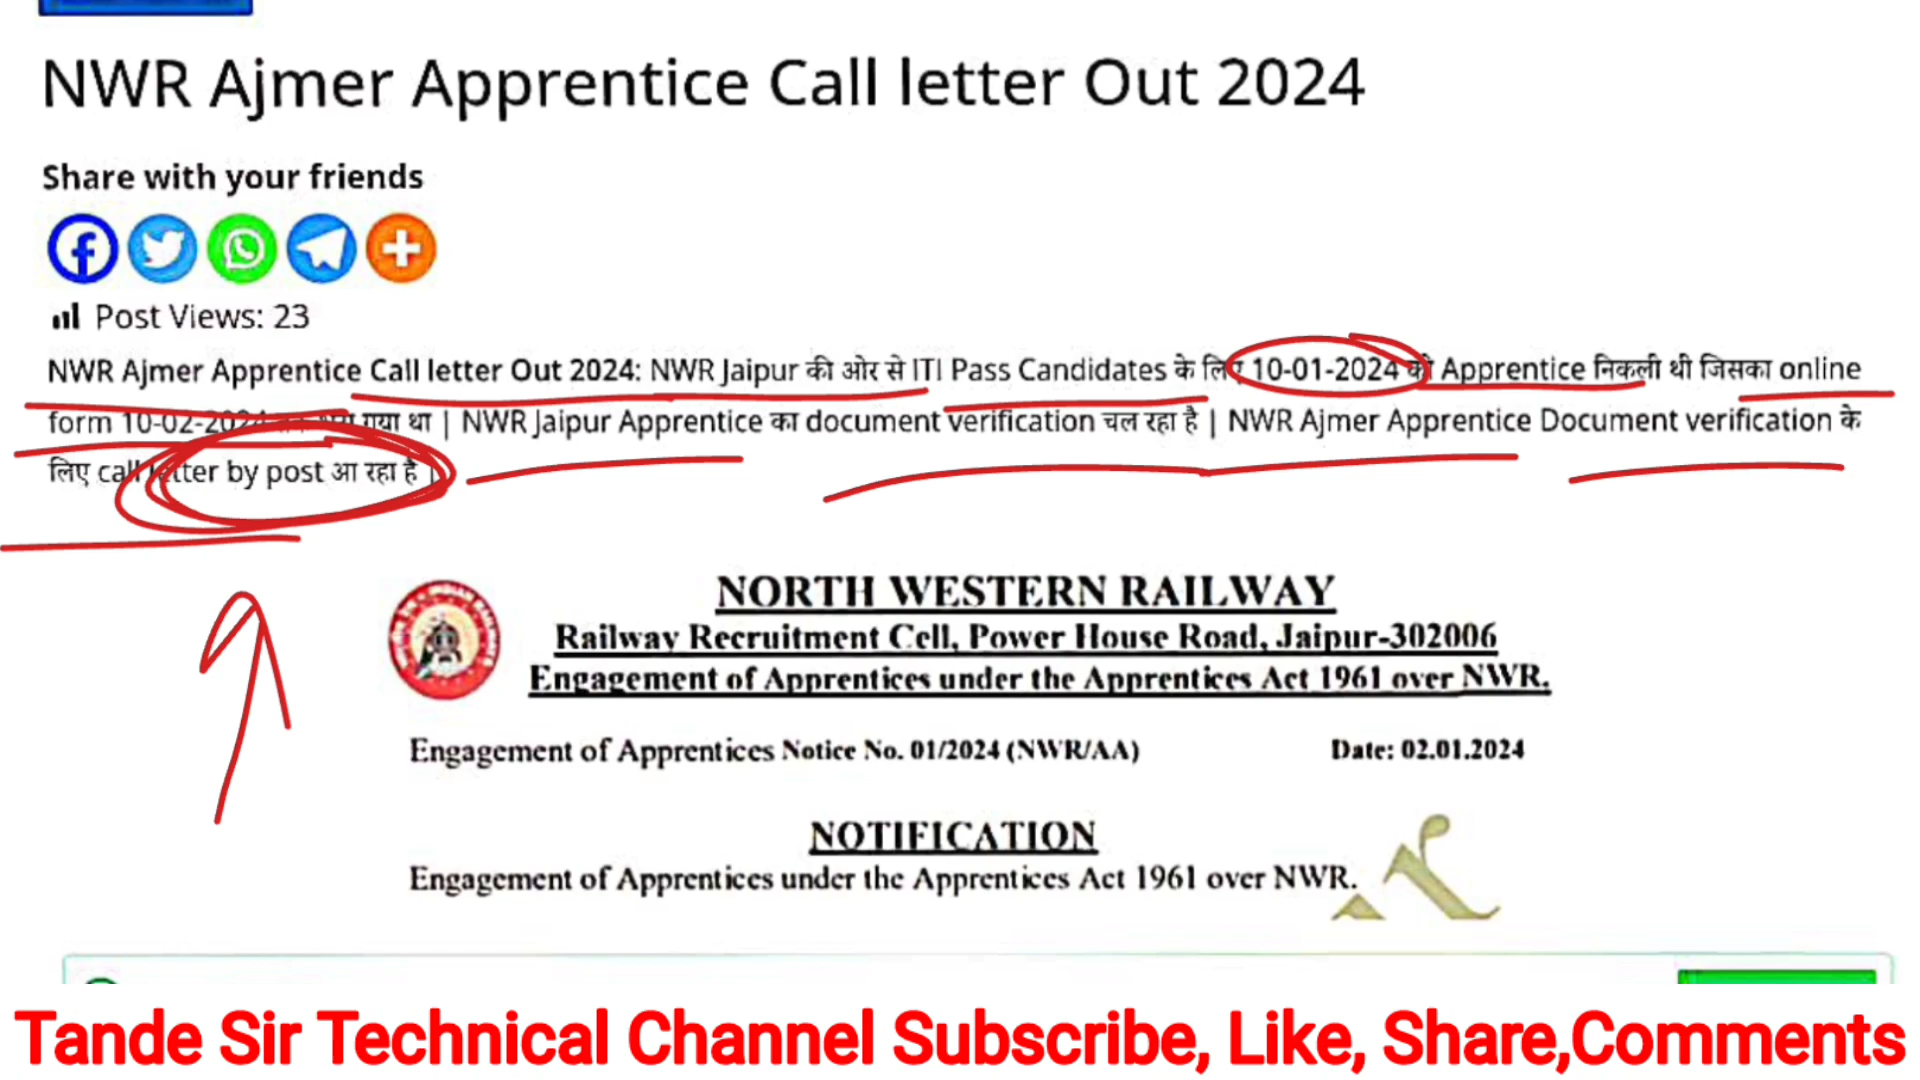 NWR Ajmer Apprentice Call letter Out 2024
Share with your friends
Post Views: 23
NWR Ajmer Apprentice Call letter Out 2024: NWR Jaipur की ओर से ITI Pass Candidates के लिए 10-01-2024 को Apprentice निकली थी जिसका online
form 10-02-2024 तक भरा गया था | NWR Jaipur Apprentice का document verification चल रहा है | NWR Ajmer Apprentice Document verification के
लिए call letter by post आ रहा है |
NORTH WESTERN RAILWAY
Railway Recruitment Cell, Power House Road, Jaipur-302006
Engagement of Apprentices under the Apprentices Act 1961 over NWR.
Engagement of Apprentices Notice No. 01/2024 (NWR/AA) Date: 02.01.2024
NOTIFICATION
Engagement of Apprentices under the Apprentices Act 1961 over NWR.
Tande Sir Technical Channel Subscribe, Like, Share,Comments